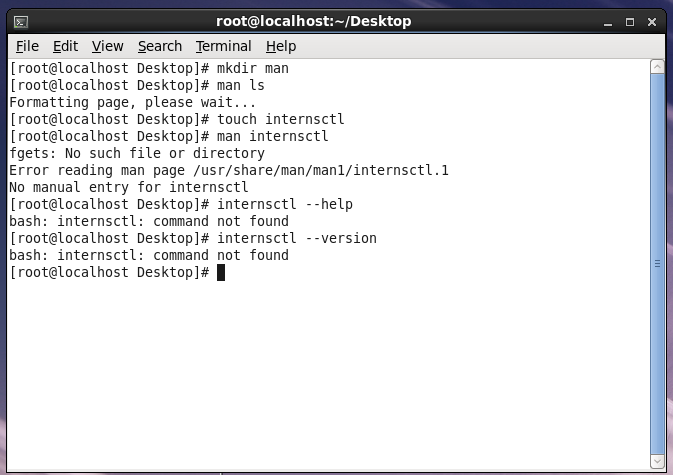 root@localhost:~/Desktop
File Edit View Search Terminal Help
[root@localhost Desktop]# mkdir man
[root@localhost Desktop]# man ls
Formatting page, please wait...
[root@localhost Desktop]# touch internsctl
[root@localhost Desktop]# man internsctl
fgets: No such file or directory
Error reading man page /usr/share/man/man1/internsctl.1
No manual entry for internsctl
[root@localhost Desktop]# internsctl --help
bash: internsctl: command not found
[root@localhost Desktop]# internsctl --version
bash: internsctl: command not found
[root@localhost Desktop]#